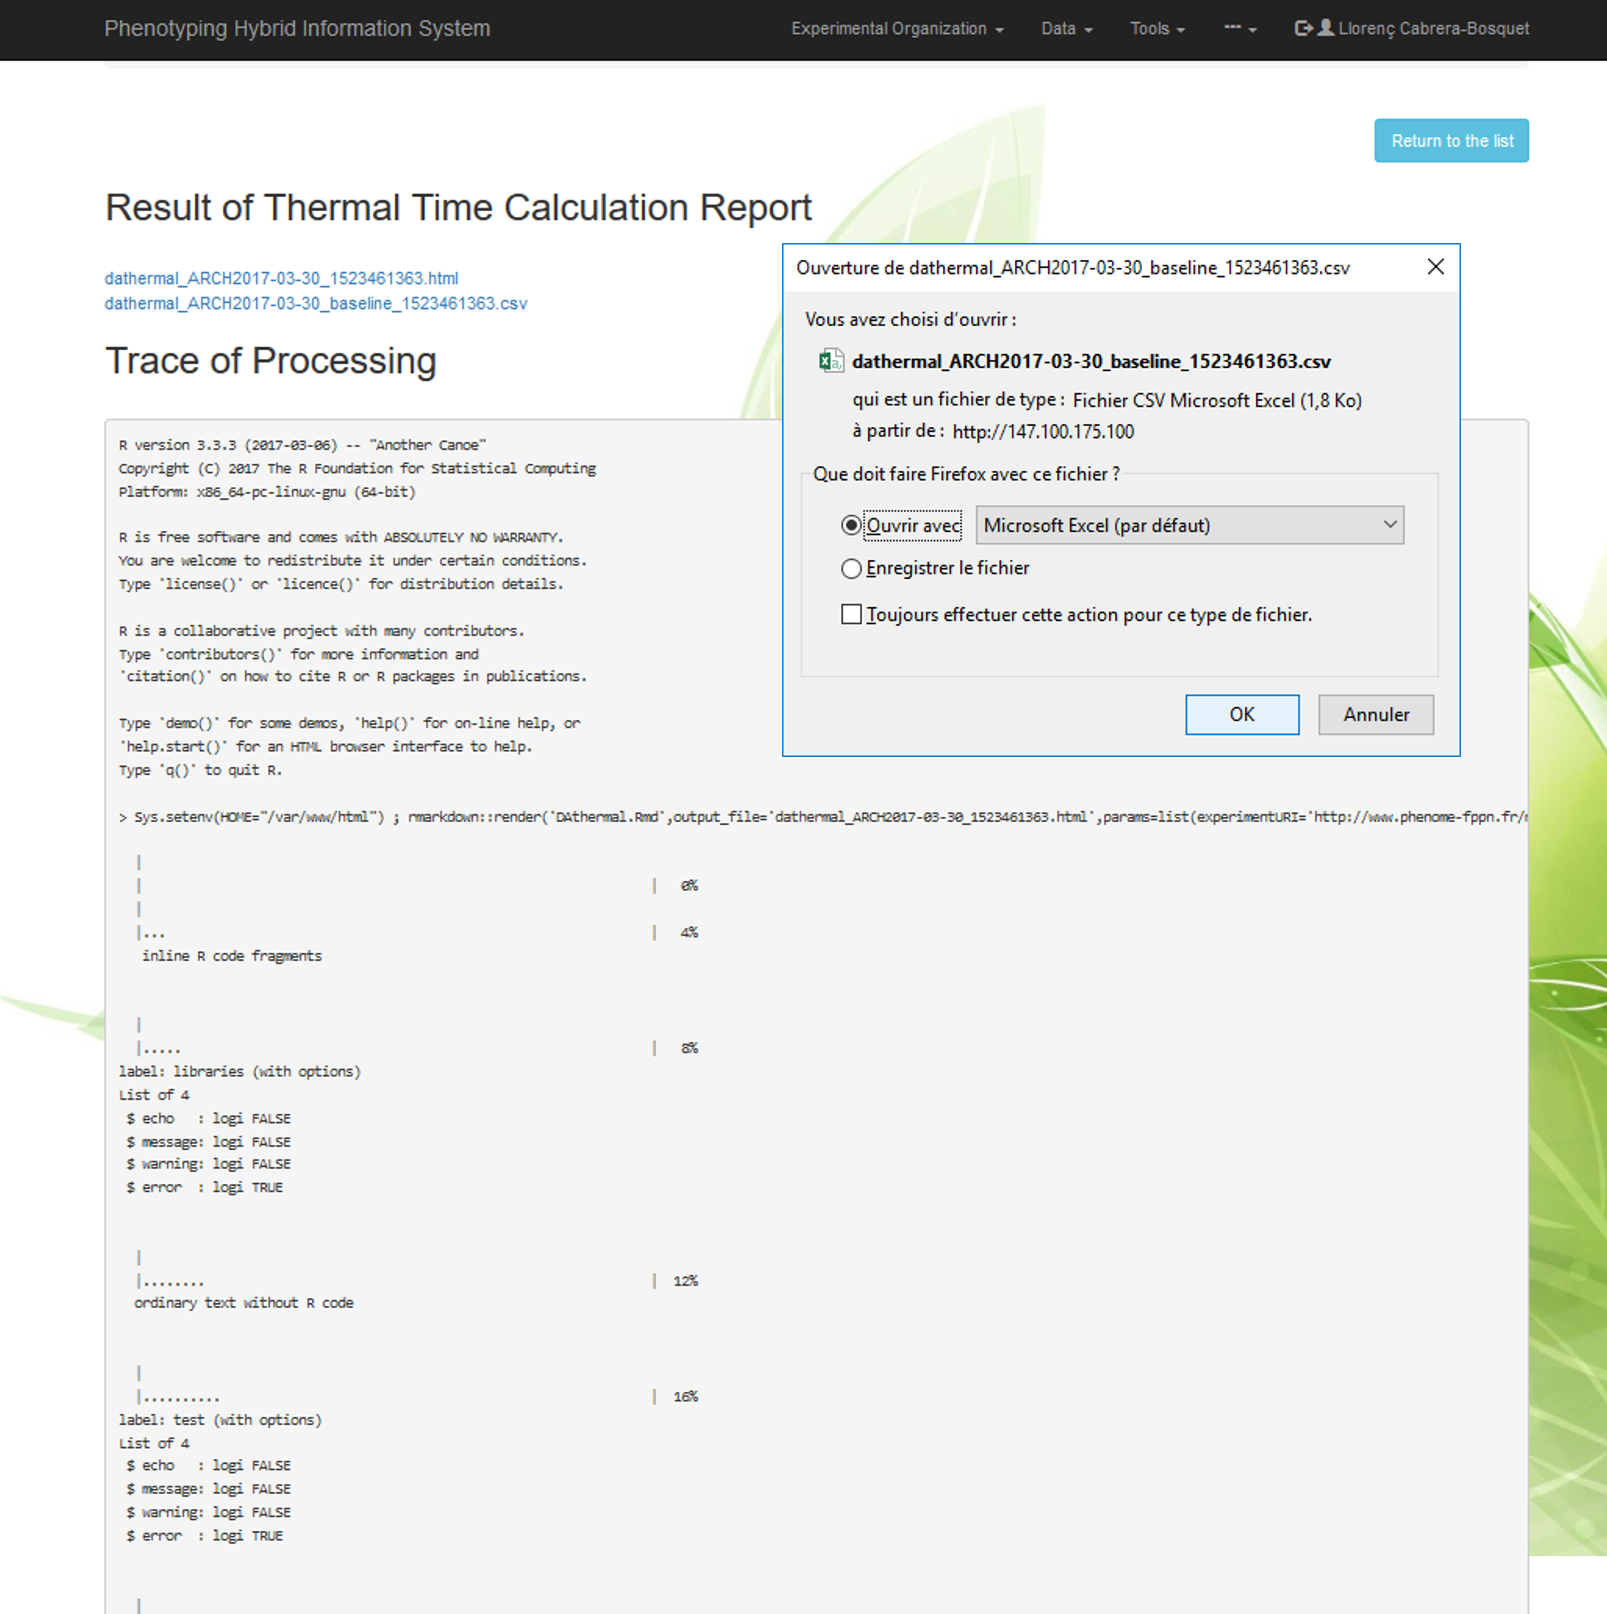 Phenotyping Hybrid Information System
Experimental Organization
Data
Tools
---
Llorenç Cabrera-Bosquet
Return to the list
Result of Thermal Time Calculation Report
dathermal_ARCH2017-03-30_1523461363.html
dathermal_ARCH2017-03-30_baseline_1523461363.csv
Trace of Processing
Ouverture de dathermal_ARCH2017-03-30_baseline_1523461363.csv
Vous avez choisi d'ouvrir :
dathermal_ARCH2017-03-30_baseline_1523461363.csv
qui est un fichier de type : Fichier CSV Microsoft Excel (1,8 Ko)
à partir de : http://147.100.175.100
Que doit faire Firefox avec ce fichier ?
Ouvrir avec
Microsoft Excel (par défaut)
Enregistrer le fichier
Toujours effectuer cette action pour ce type de fichier.
OK
Annuler
R version 3.3.3 (2017-03-06) -- "Another Canoe"
Copyright (C) 2017 The R Foundation for Statistical Computing
Platform: x86_64-pc-linux-gnu (64-bit)
R is free software and comes with ABSOLUTELY NO WARRANTY.
You are welcome to redistribute it under certain conditions.
Type 'license()' or 'licence()' for distribution details.
R is a collaborative project with many contributors.
Type 'contributors()' for more information and
'citation()' on how to cite R or R packages in publications.
Type 'demo()' for some demos, 'help()' for on-line help, or
'help.start()' for an HTML browser interface to help.
Type 'q()' to quit R.
> Sys.setenv(HOME="/var/www/html") ; rmarkdown::render('DAthermal.Rmd',output_file='dathermal_ARCH2017-03-30_1523461363.html',params=list(experimentURI='http://www.phenome-fppn.fr/
|
| | 0%
|
|... | 4%
inline R code fragments
|
|..... | 8%
label: libraries (with options)
List of 4
$ echo : logi FALSE
$ message: logi FALSE
$ warning: logi FALSE
$ error : logi TRUE
|
|........ | 12%
ordinary text without R code
|
|.......... | 16%
label: test (with options)
List of 4
$ echo : logi FALSE
$ message: logi FALSE
$ warning: logi FALSE
$ error : logi TRUE
|